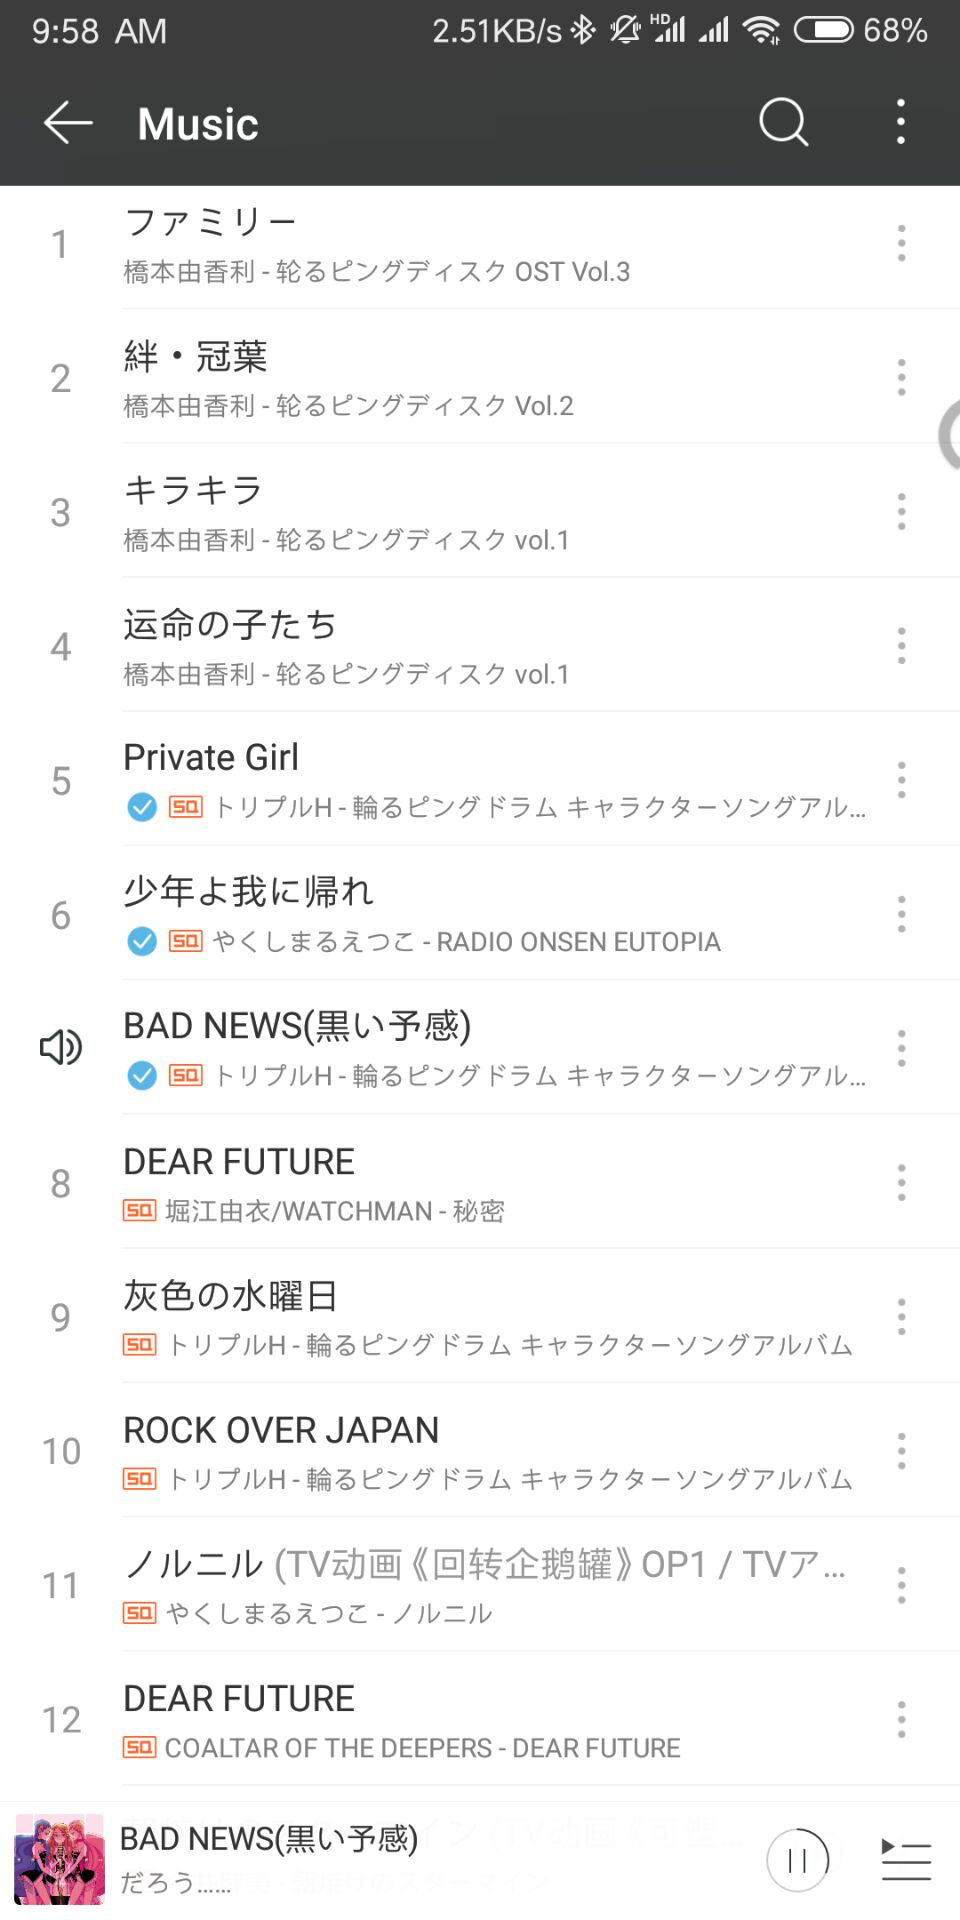 9:58 AM
2.51KB/s HD 68%
Music
1
ファミリー
橋本由香利 - 轮るピングディスク OST Vol.3
2
絆・冠葉
橋本由香利 - 轮るピングディスク Vol.2
3
キラキラ
橋本由香利 - 轮るピングディスク vol.1
4
运命の子たち
橋本由香利 - 轮るピングディスク vol.1
5
Private Girl
SQ トリプルH - 輪るピングドラム キャラクターソングアル...
6
少年よ我に帰れ
SQ やくしまるえつこ - RADIO ONSEN EUTOPIA
BAD NEWS(黒い予感)
SQ トリプルH - 輪るピングドラム キャラクターソングアル...
8
DEAR FUTURE
SQ 堀江由衣/WATCHMAN - 秘密
9
灰色の水曜日
SQ トリプルH - 輪るピングドラム キャラクターソングアルバム
10
ROCK OVER JAPAN
SQ トリプルH - 輪るピングドラム キャラクターソングアルバム
11
ノルニル (TV动画《回转企鹅罐》OP1 / TVア...
SQ やくしまるえつこ - ノルニル
12
DEAR FUTURE
SQ COALTAR OF THE DEEPERS - DEAR FUTURE
BAD NEWS(黒い予感)
だろう......